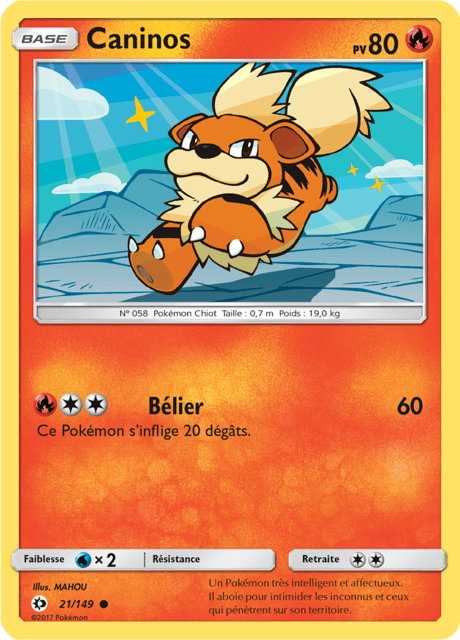 BASE Caninos PV 80
N° 058 Pokémon Chiot Taille : 0,7 m Poids : 19,0 kg
Bélier 60
Ce Pokémon s’inflige 20 dégâts.
Faiblesse × 2 Résistance Retraite
Illus. MAHOU
21/149
©2017 Pokémon
Un Pokémon très intelligent et affectueux.
Il aboie pour intimider les inconnus et ceux
qui pénètrent sur son territoire.